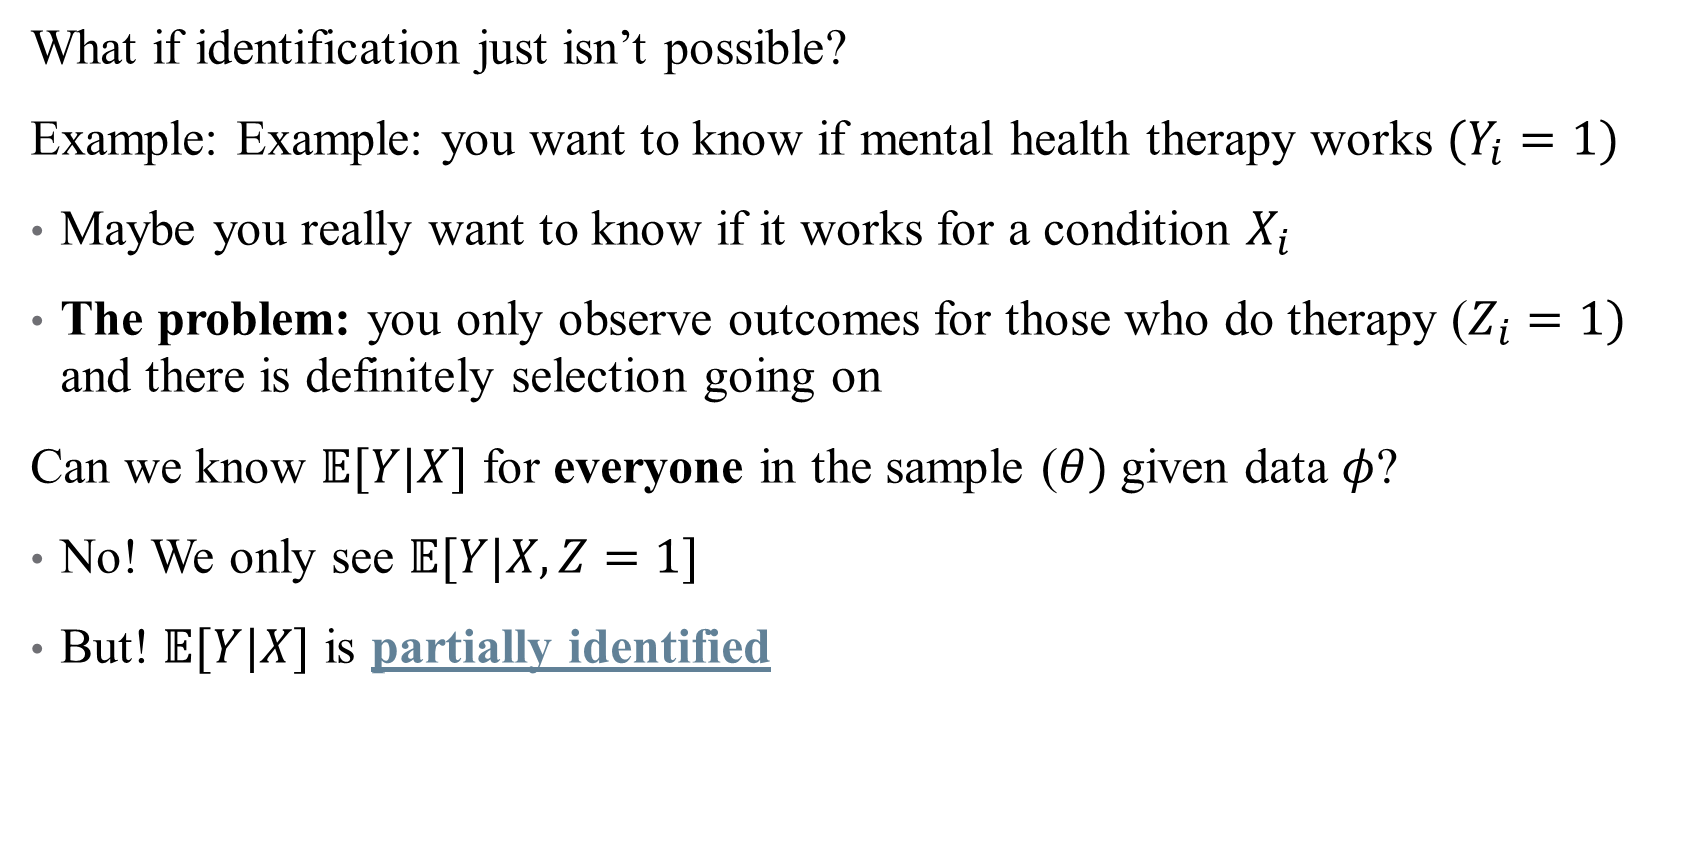 What if identification just isn’t possible?
Example: Example: you want to know if mental health therapy works (𝑌ᵢ = 1)
• Maybe you really want to know if it works for a condition 𝑋ᵢ
• The problem: you only observe outcomes for those who do therapy (𝑍ᵢ = 1)
and there is definitely selection going on
Can we know 𝔼[𝑌|𝑋] for everyone in the sample (𝜃) given data 𝜙?
• No! We only see 𝔼[𝑌|𝑋, 𝑍 = 1]
• But! 𝔼[𝑌|𝑋] is partially identified